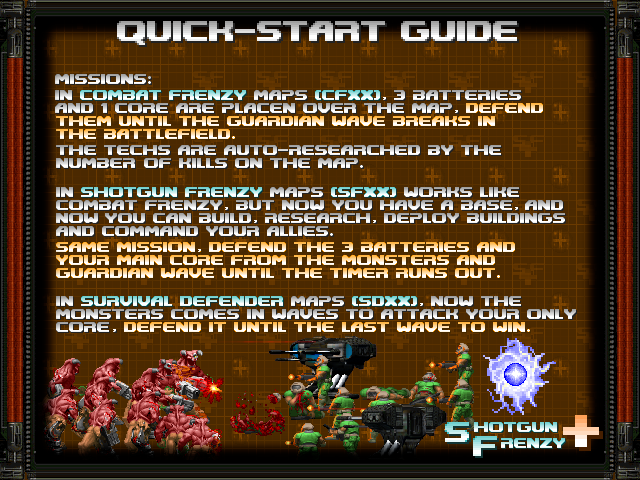 QUICK-START GUIDE
MISSIONS:
IN COMBAT FRENZY MAPS (CFXX), 3 BATTERIES
AND 1 CORE ARE PLACEN OVER THE MAP, DEFEND
THEM UNTIL THE GUARDIAN WAVE BREAKS IN
THE BATTLEFIELD.
THE TECHS ARE AUTO-RESEARCHED BY THE
NUMBER OF KILLS ON THE MAP.
IN SHOTGUN FRENZY MAPS (SFXX) WORKS LIKE
COMBAT FRENZY, BUT NOW YOU HAVE A BASE, AND
NOW YOU CAN BUILD, RESEARCH, DEPLOY BUILDINGS
AND COMMAND YOUR ALLIES.
SAME MISSION, DEFEND THE 3 BATTERIES AND
YOUR MAIN CORE FROM THE MONSTERS AND
GUARDIAN WAVE UNTIL THE TIMER RUNS OUT.
IN SURVIVAL DEFENDER MAPS (SDXX), NOW THE
MONSTERS COMES IN WAVES TO ATTACK YOUR ONLY
CORE, DEFEND IT UNTIL THE LAST WAVE TO WIN.
SHOTGUN
FRENZY +